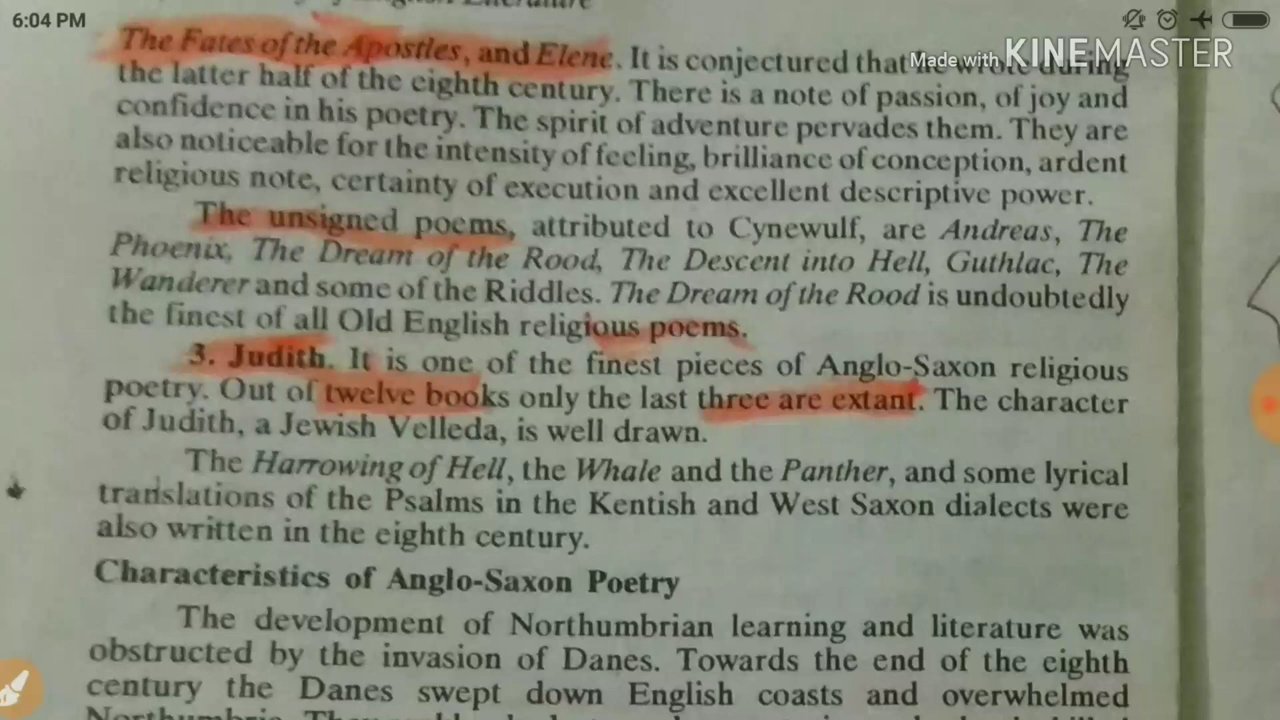 6:04 PM
English Literature
Made with KINEMASTER
The Fates of the Apostles, and Elene. It is conjectured that he wrote during
the latter half of the eighth century. There is a note of passion, of joy and
confidence in his poetry. The spirit of adventure pervades them. They are
also noticeable for the intensity of feeling, brilliance of conception, ardent
religious note, certainty of execution and excellent descriptive power.
The unsigned poems, attributed to Cynewulf, are Andreas, The
Phoenix, The Dream of the Rood, The Descent into Hell, Guthlac, The
Wanderer and some of the Riddles. The Dream of the Rood is undoubtedly
the finest of all Old English religious poems.
3. Judith. It is one of the finest pieces of Anglo-Saxon religious
poetry. Out of twelve books only the last three are extant. The character
of Judith, a Jewish Velleda, is well drawn.
The Harrowing of Hell, the Whale and the Panther, and some lyrical
translations of the Psalms in the Kentish and West Saxon dialects were
also written in the eighth century.
Characteristics of Anglo-Saxon Poetry
The development of Northumbrian learning and literature was
obstructed by the invasion of Danes. Towards the end of the eighth
century the Danes swept down English coasts and overwhelmed